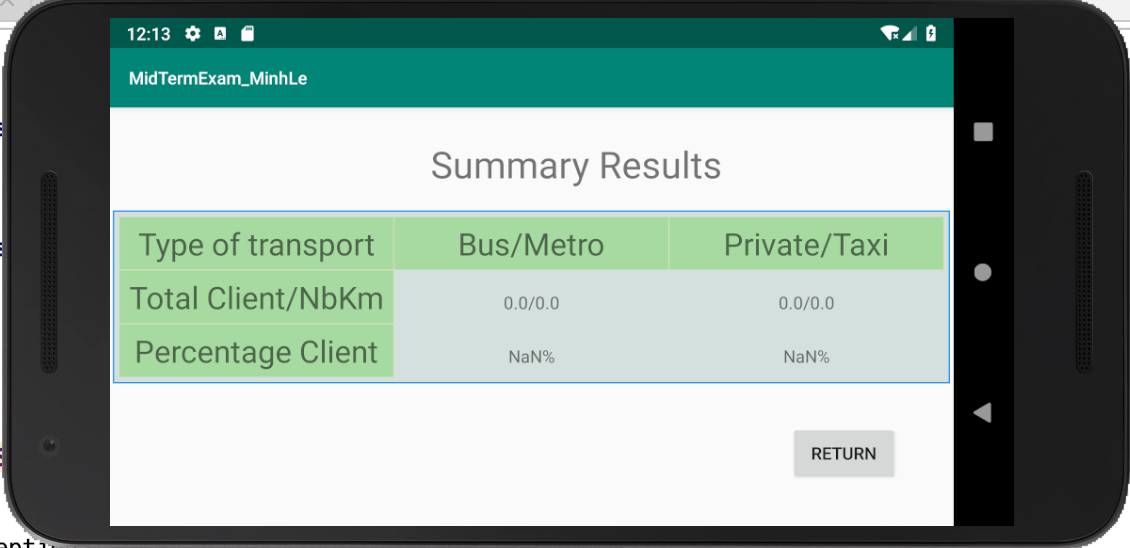 12:13
MidTermExam_MinhLe
Summary Results
Type of transport Bus/Metro Private/Taxi
Total Client/NbKm 0.0/0.0 0.0/0.0
Percentage Client NaN% NaN%
RETURN